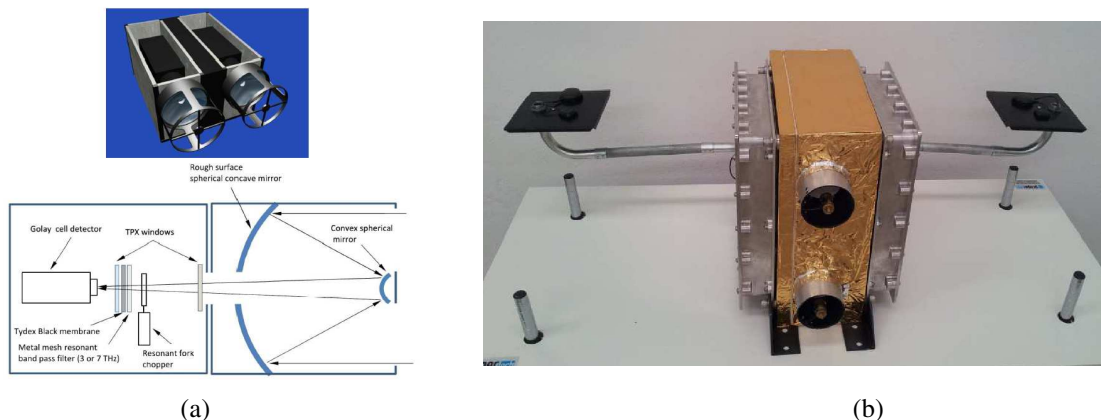 Rough surface
spherical concave mirror
Golay cell detector
TPX windows
Convex spherical
mirror
Tydex Black membrane
Metal mesh resonant
band pass filter (3 or 7 THz)
Resonant fork
chopper
(a)
(b)